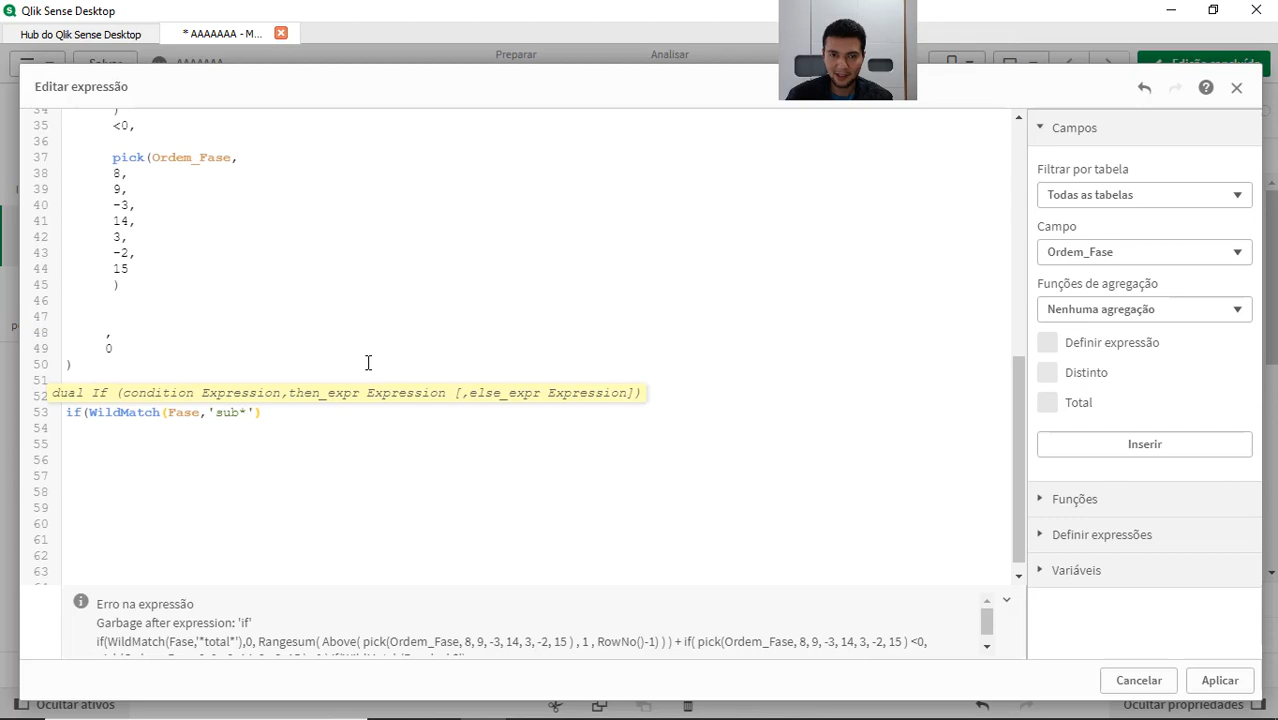 Qlik Sense Desktop
Hub do Qlik Sense Desktop
* AAAAAAA - M...
Preparar
Analisar
Salvar
AAAAAAA
Edição concluída
Editar expressão
34 )
35 <0,
36
37 pick(Ordem_Fase,
38 8,
39 9,
40 -3,
41 14,
42 3,
43 -2,
44 15
45 )
46
47
48 ,
49 0
50 )
51
dual If (condition Expression,then_expr Expression [,else_expr Expression])
52
53 if(WildMatch(Fase,'sub*')
54
55
56
57
58
59
60
61
62
63
Campos
Filtrar por tabela
Todas as tabelas
Campo
Ordem_Fase
Funções de agregação
Nenhuma agregação
Definir expressão
Distinto
Total
Inserir
Funções
Definir expressões
Variáveis
Erro na expressão
Garbage after expression: 'if'
if(WildMatch(Fase,'*total*'),0, Rangesum( Above( pick(Ordem_Fase, 8, 9, -3, 14, 3, -2, 15 ) , 1 , RowNo()-1) ) ) + if( pick(Ordem_Fase, 8, 9, -3, 14, 3, -2, 15 ) <0,
Cancelar
Aplicar
Ocultar ativos
Ocultar propriedades